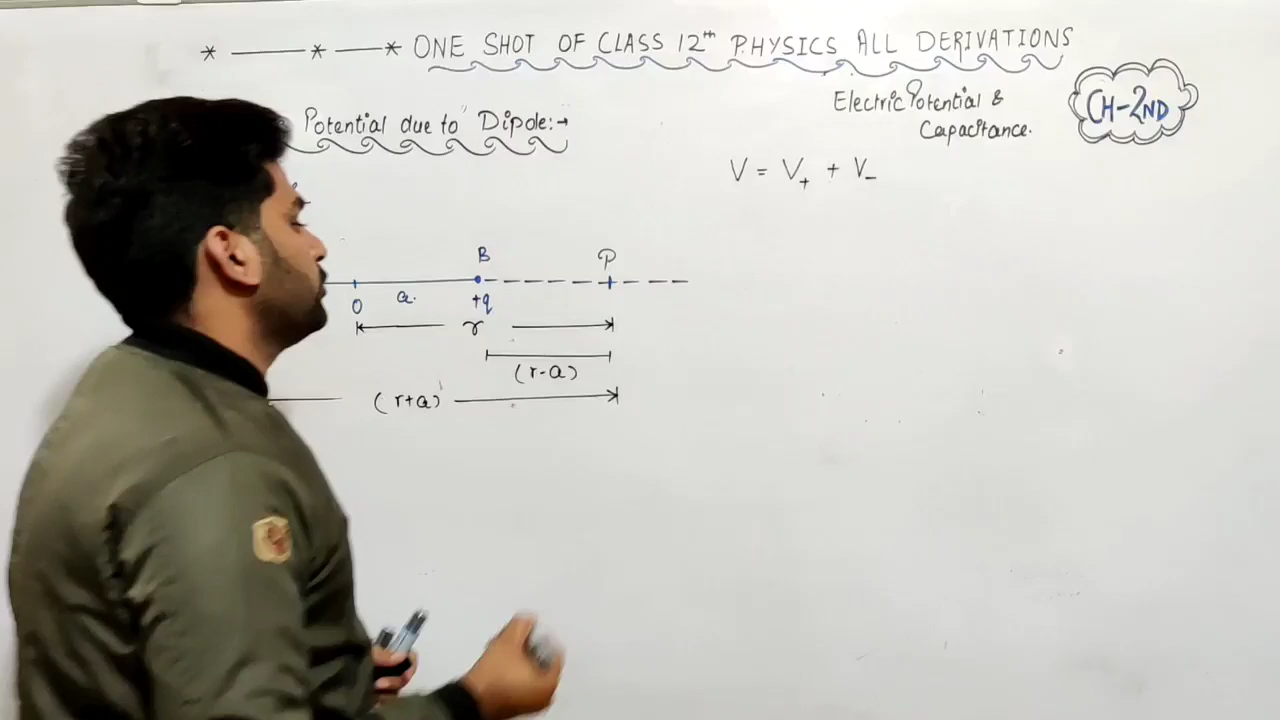 * —— * — * ONE SHOT OF CLASS 12th PHYSICS ALL DERIVATIONS
Electric Potential &
Capacitance.
CH-2ND
Potential due to Dipole:→
V = V₊ + V₋
B
P
O
a.
+q
r
(r-a)
(r+a)